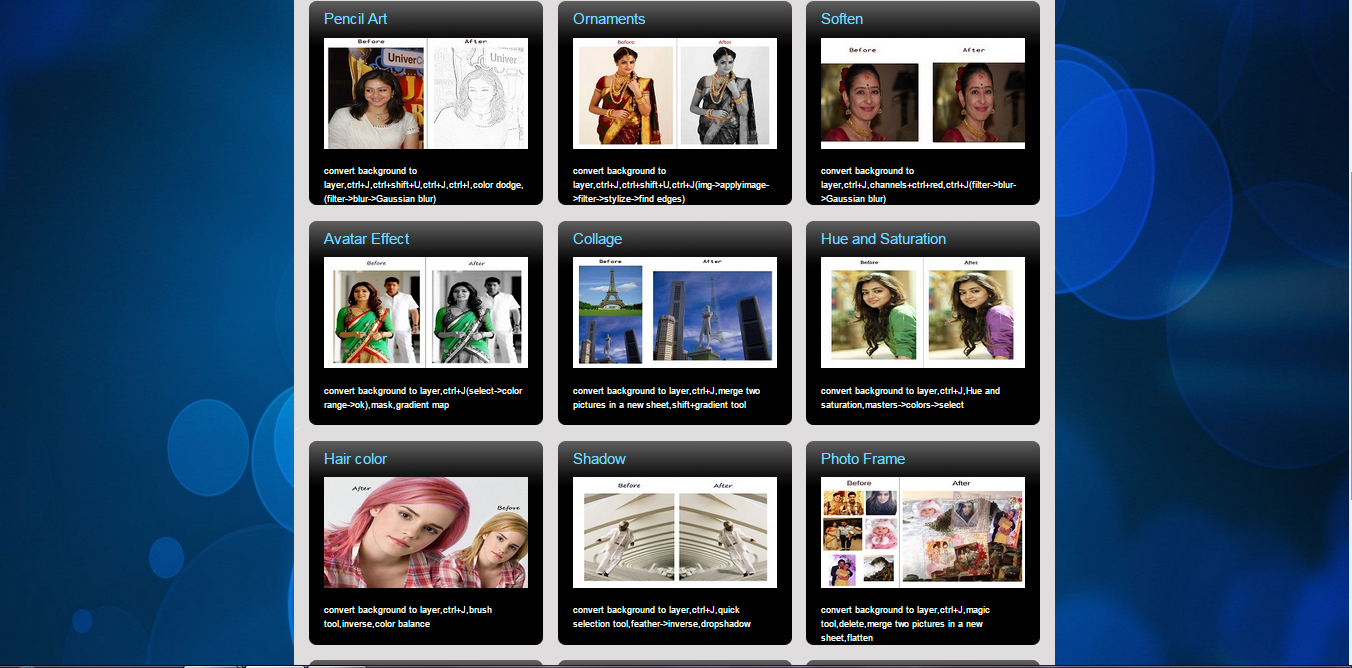 Pencil Art
Before After
Univer Univer
convert background to
layer,ctrl+J,ctrl+shift+U,ctrl+J,ctrl+I,color dodge,
(filter->blur->Gaussian blur)
Ornaments
Before After
convert background to
layer,ctrl+J,ctrl+shift+U,ctrl+J(img->applyimage-
>filter->stylize->find edges)
Soften
Before After
convert background to
layer,ctrl+J,channels+ctrl+red,ctrl+J(filter->blur-
>Gaussian blur)
Avatar Effect
Before After
convert background to layer,ctrl+J(select->color
range->ok),mask,gradient map
Collage
Before After
convert background to layer,ctrl+J,merge two
pictures in a new sheet,shift+gradient tool
Hue and Saturation
Before After
convert background to layer,ctrl+J,Hue and
saturation,masters->colors->select
Hair color
After
Before
convert background to layer,ctrl+J,brush
tool,inverse,color balance
Shadow
Before After
convert background to layer,ctrl+J,quick
selection tool,feather->inverse,dropshadow
Photo Frame
Before After
convert background to layer,ctrl+J,magic
tool,delete,merge two pictures in a new
sheet,flatten